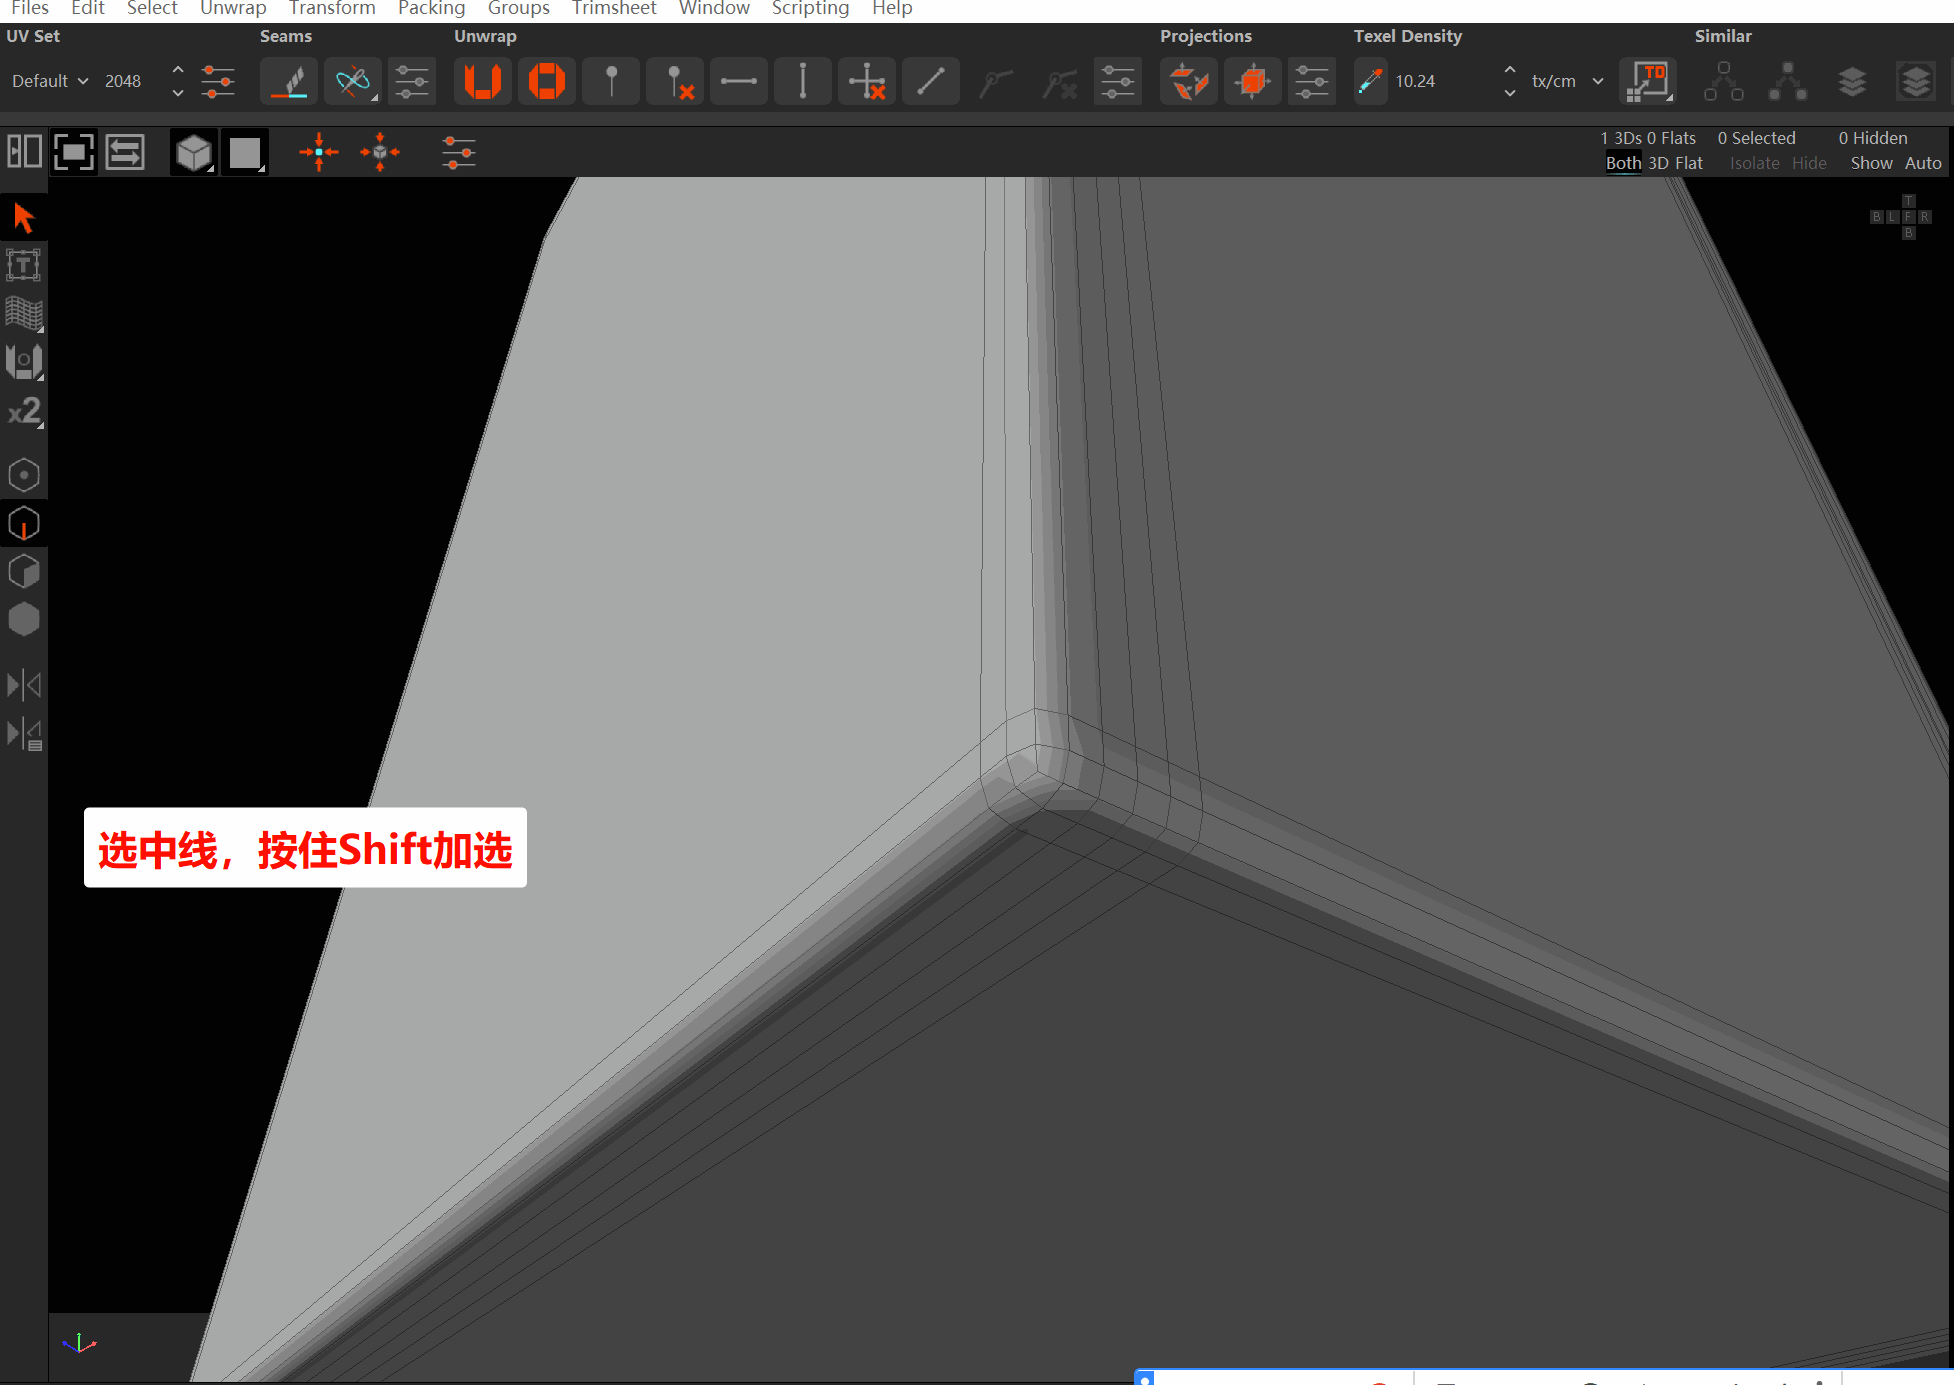 Files Edit Select Unwrap Transform Packing Groups Trimsheet Window Scripting Help
UV Set Seams Unwrap Projections Texel Density Similar
Default 2048 10.24 tx/cm TD
1 3Ds 0 Flats 0 Selected 0 Hidden
Both 3D Flat Isolate Hide Show Auto
T
B L F R
B
T
x2
选中线，按住Shift加选